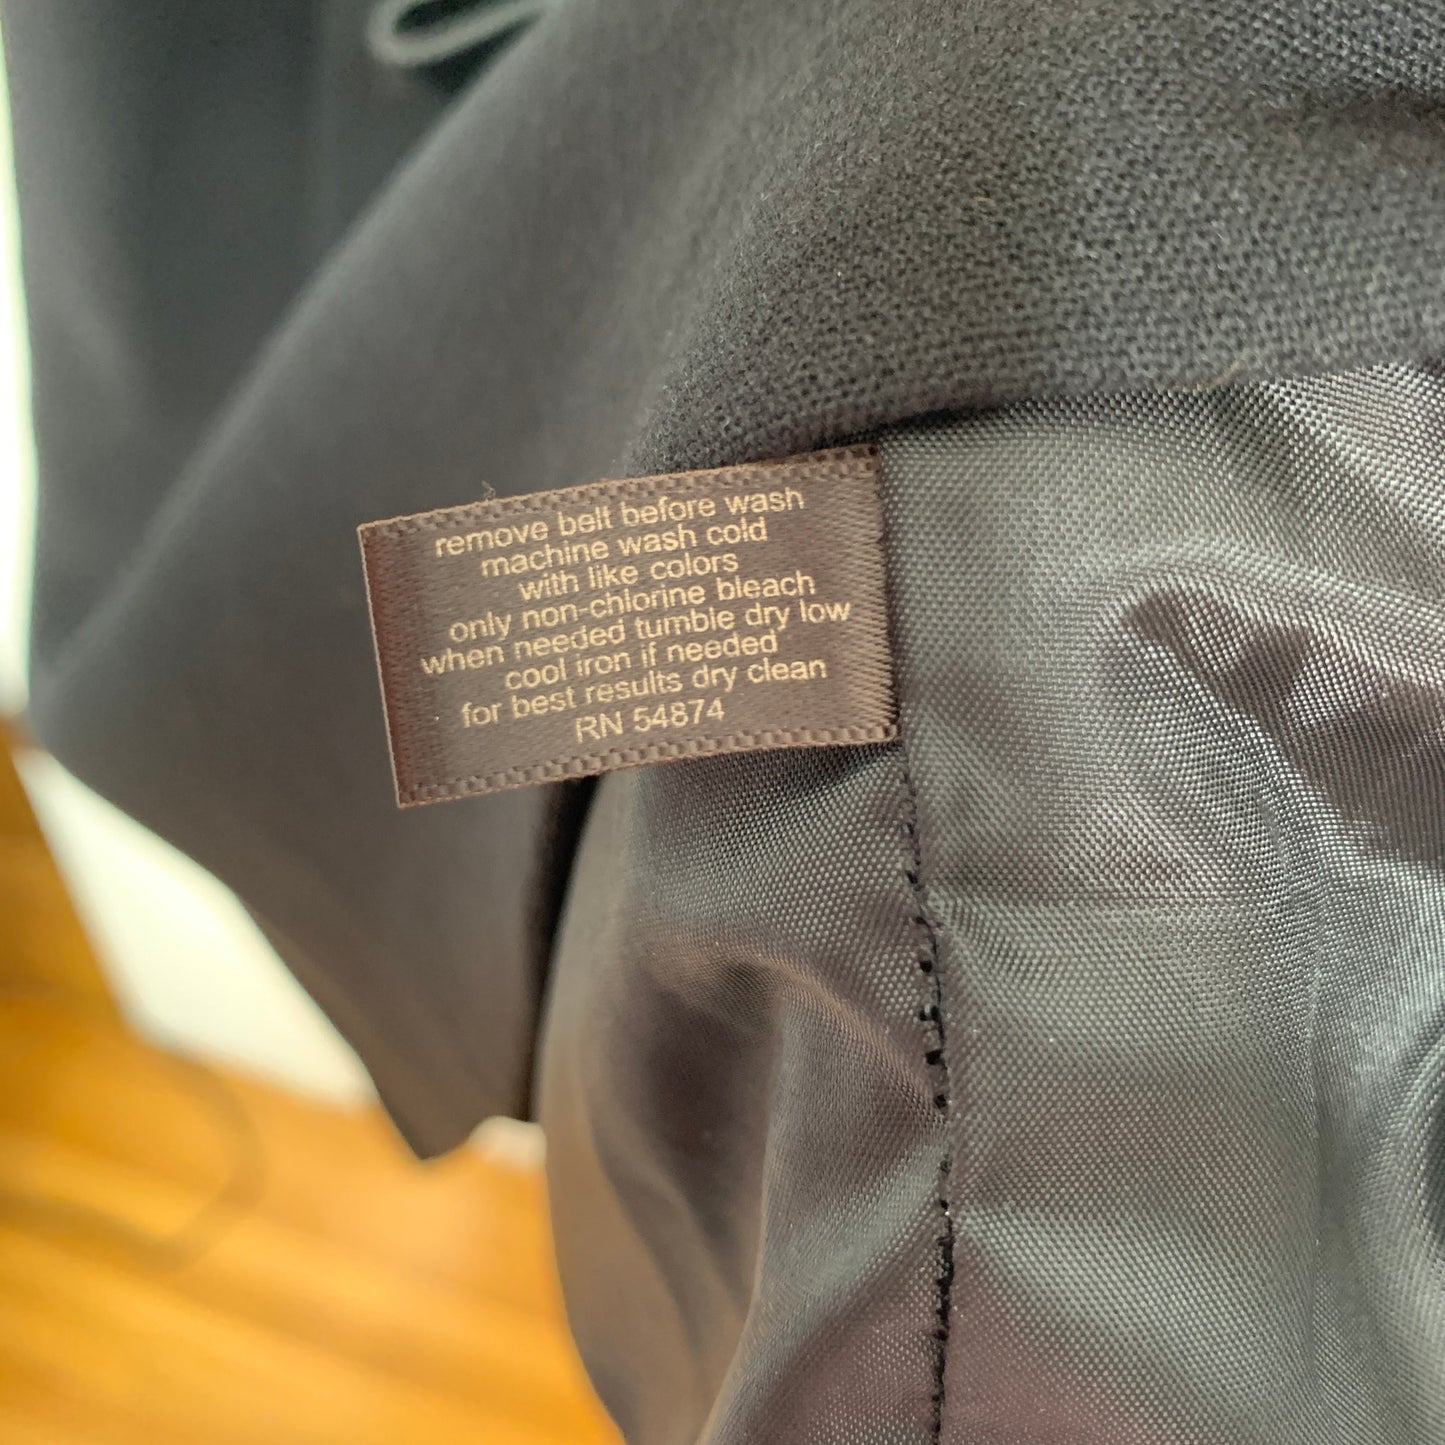 remove belt before wash
machine wash cold
with like colors
only non-chlorine bleach
when needed tumble dry low
cool iron if needed
for best results dry clean
RN 54874